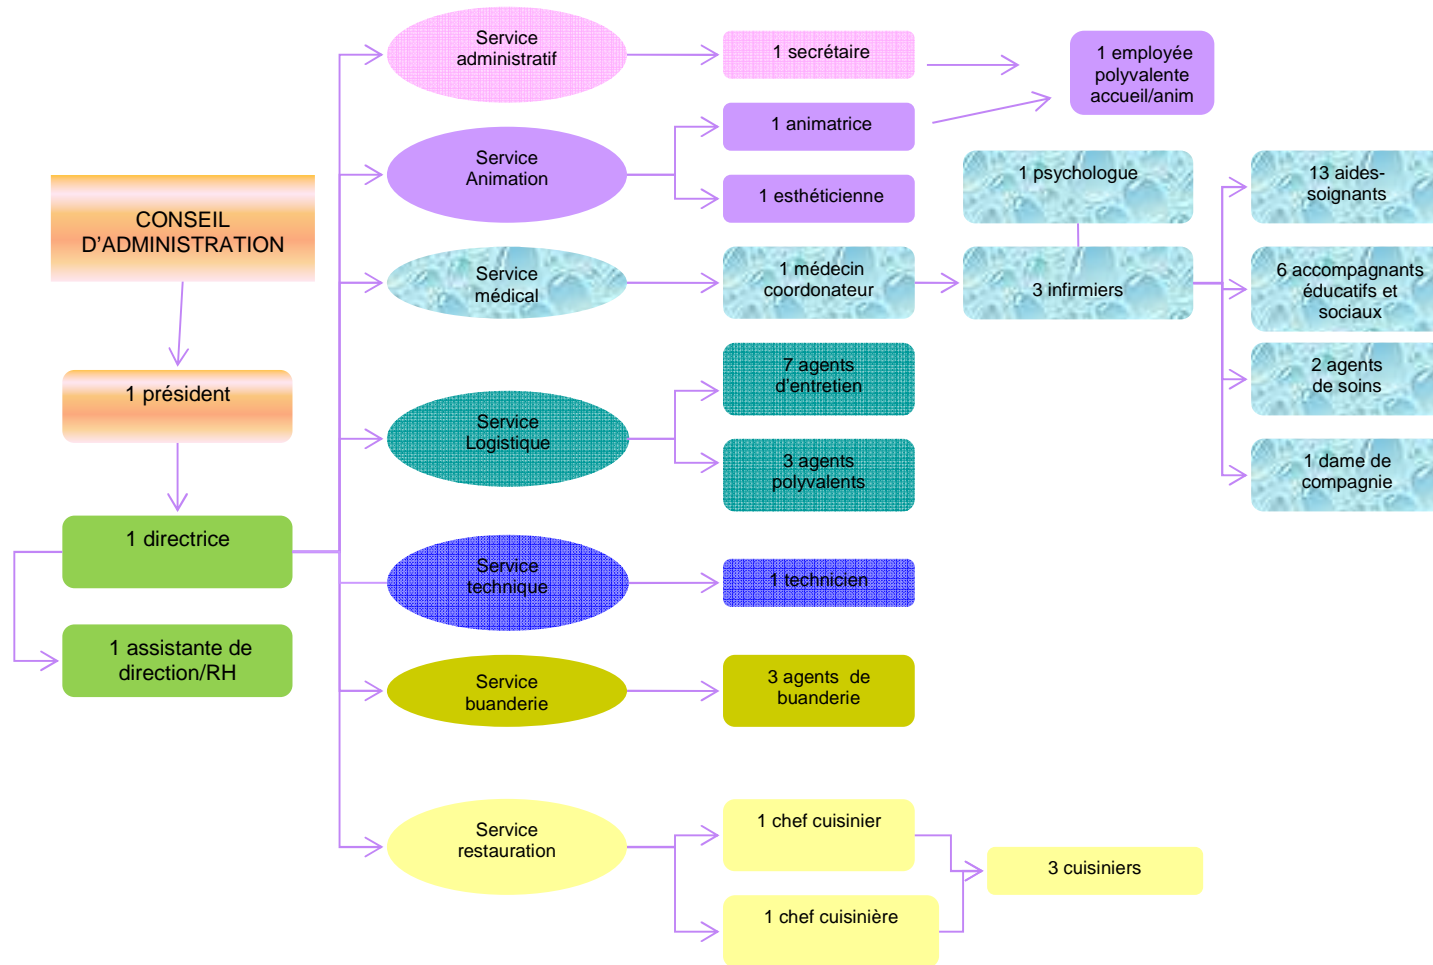 CONSEIL
D’ADMINISTRATION
1 président
1 directrice
1 assistante de
direction/RH
Service
administratif
1 secrétaire
1 employée
polyvalente
accueil/anim
Service
Animation
1 animatrice
1 esthéticienne
Service
médical
1 médecin
coordonateur
1 psychologue
3 infirmiers
13 aides-
soignants
6 accompagnants
éducatifs et
sociaux
2 agents
de soins
1 dame de
compagnie
Service
Logistique
7 agents
d’entretien
3 agents
polyvalents
Service
technique
1 technicien
Service
buanderie
3 agents de
buanderie
Service
restauration
1 chef cuisinier
1 chef cuisinière
3 cuisiniers